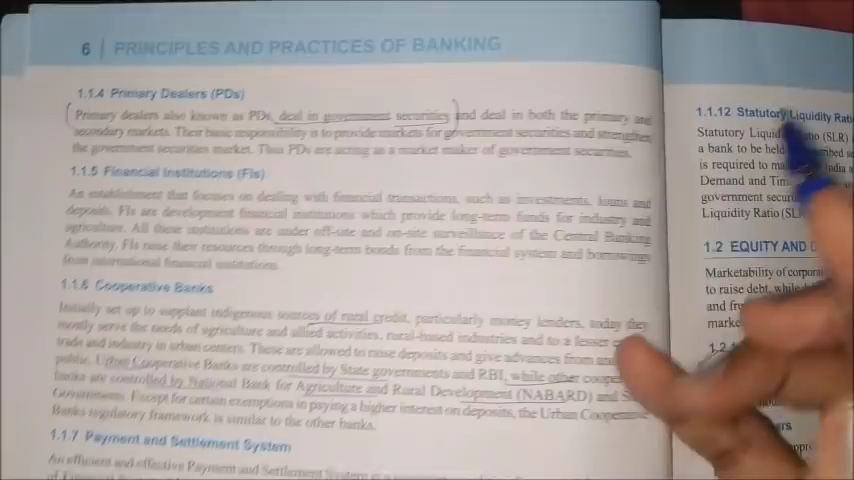 6 | PRINCIPLES AND PRACTICES OF BANKING
1.1.4 Primary Dealers (PDs)
Primary dealers also known as PDs, deal in government securities and deal in both the primary and
secondary markets. Their basic responsibility is to provide markets for government securities and strengthen
the government securities market. Thus PDs are acting as a market maker of government securities.
1.1.5 Financial Institutions (FIs)
An establishment that focuses on dealing with financial transactions, such as investments, loans and
deposits. FIs are development financial institutions which provide long-term funds for industry and
agriculture. All these institutions are under off-site and on-site surveillance of the Central Banking
Authority. FIs raise their resources through long-term bonds from the financial system and borrowings
from international financial institutions.
1.1.6 Cooperative Banks
Initially set up to supplant indigenous sources of rural credit, particularly money lenders, today they
mostly serve the needs of agriculture and allied activities, rural-based industries and to a lesser
trade and industry in urban centers. These are allowed to raise deposits and give advances from and
public. Urban Cooperative Banks are controlled by State governments and RBI, while other
banks are controlled by National Bank for Agriculture and Rural Development (NABARD) and
Governments. Except for certain exemptions in paying a higher interest on deposits, the Urban Cooperative
Banks regulatory framework is similar to the other banks.
1.1.7 Payment and Settlement System
An efficient and effective Payment and Settlement System is a
1.1.12 Statutory Liquidity
Statutory (SLR)
a bank to be held
is required to
Demand and
government
Liquidity Ratio
1.2 EQUITY AND
Marketability of
to raise debt,
and